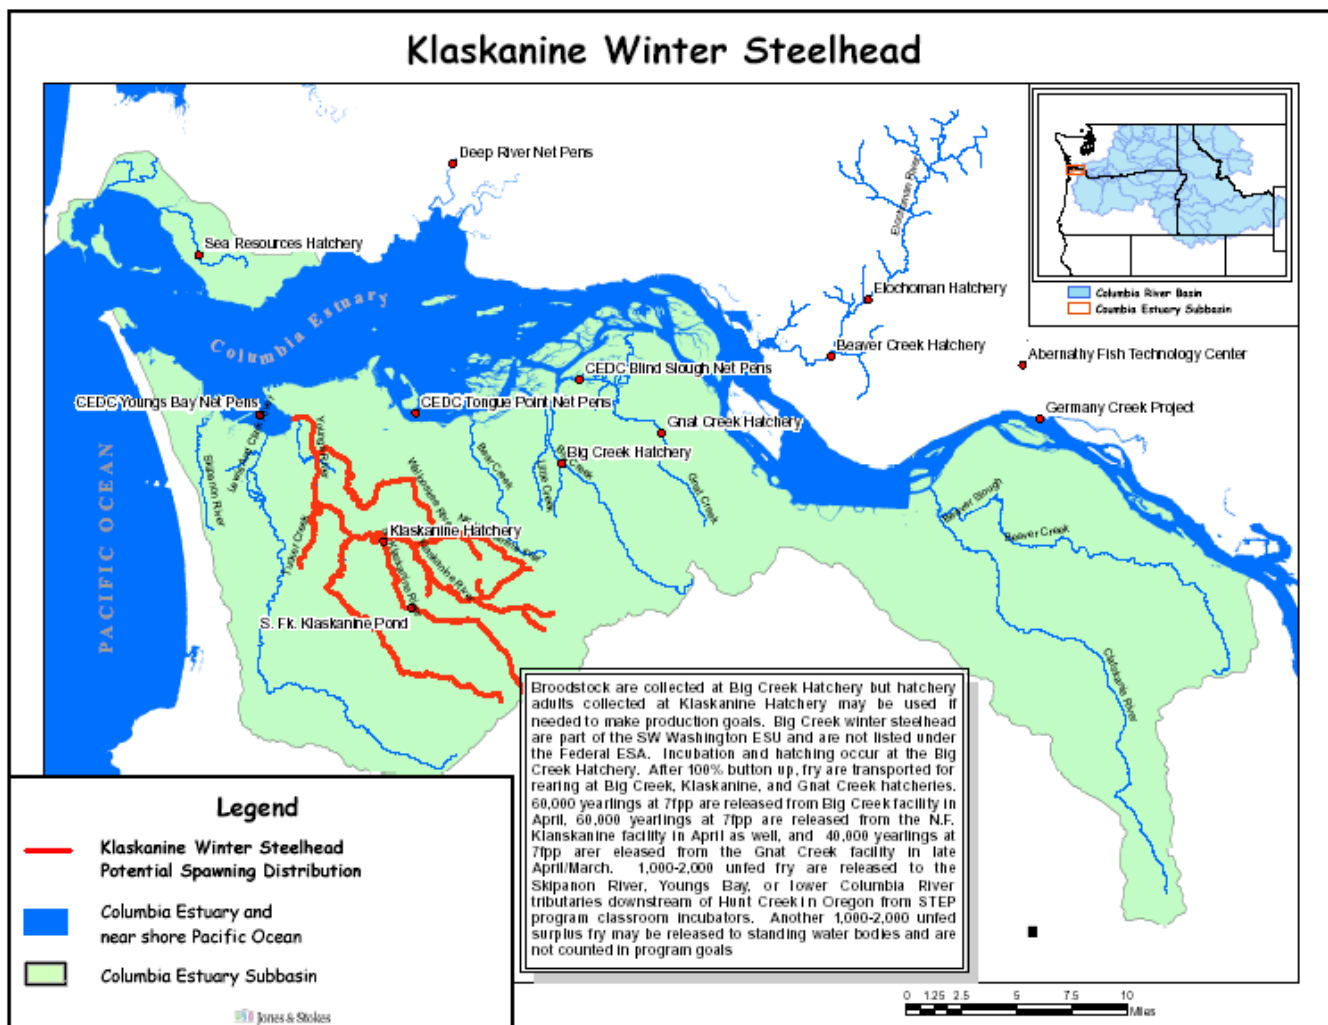 Klaskanine Winter Steelhead
Deep River Net Pens
Sea Resources Hatchery
Columbia Estuary
Elochoman River
Elochoman Hatchery
Beaver Creek Hatchery
Columbia River Basin
Coumbia Estuary Subbasin
Abernathy Fish Technology Center
CEDC Blind Slough Net Pens
CEDC Youngs Bay Net Pens
CEDC Tongue Point Net Pens
Germany Creek Project
Gnat Creek Hatchery
Big Creek Hatchery
PACIFIC OCEAN
Skipanon River
Youngs River
Bear Creek
Little Creek
Gnat Creek
Beaver Slough
Beaver Creek
Tucker Creek
Klaskanine Hatchery
Klaskanine River
Klaskanine River
S. Fk. Klaskanine Pond
Clatskanie River
Broodstock are collected at Big Creek Hatchery but hatchery
adults collected at Klaskanine Hatchery may be used if
needed to make production goals. Big Creek winter steelhead
are part of the SW Washington ESU and are not listed under
the Federal ESA. Incubation and hatching occur at the Big
Creek Hatchery. After 100% button up, fry are transported for
rearing at Big Creek, Klaskanine, and Gnat Creek hatcheries.
60,000 yearlings at 7fpp are released from Big Creek facility in
April, 60,000 yearlings at 7fpp are released from the N.F.
Klanskanine facility in April as well, and 40,000 yearlings at
7fpp arer eleased from the Gnat Creek facility in late
April/March. 1,000-2,000 unfed fry are released to the
Skipanon River, Youngs Bay, or lower Columbia River
tributaries downstream of Hunt Creek in Oregon from STEP
program classroom incubators. Another 1,000-2,000 unfed
surplus fry may be released to standing water bodies and are
not counted in program goals
Legend
Klaskanine Winter Steelhead
Potential Spawning Distribution
Columbia Estuary and
near shore Pacific Ocean
Columbia Estuary Subbasin
Jones & Stokes
0 1.25 2.5 5 7.5 10
Miles